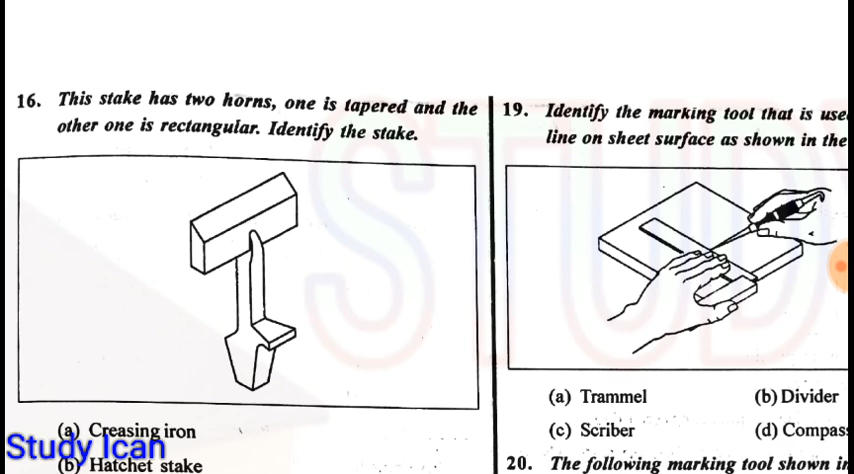 16. This stake has two horns, one is tapered and the
other one is rectangular. Identify the stake.
(a) Creasing iron
(b) Hatchet stake
Study Ican
19. Identify the marking tool that is use
line on sheet surface as shown in the
(a) Trammel (b) Divider
(c) Scriber (d) Compass
20. The following marking tool shown in
STUD